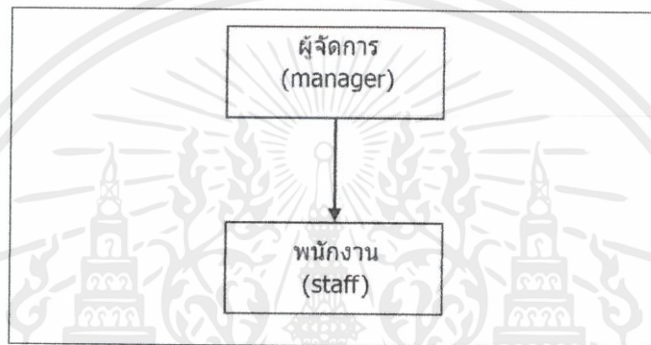 ผู้จัดการ
(manager)
พนักงาน
(staff)